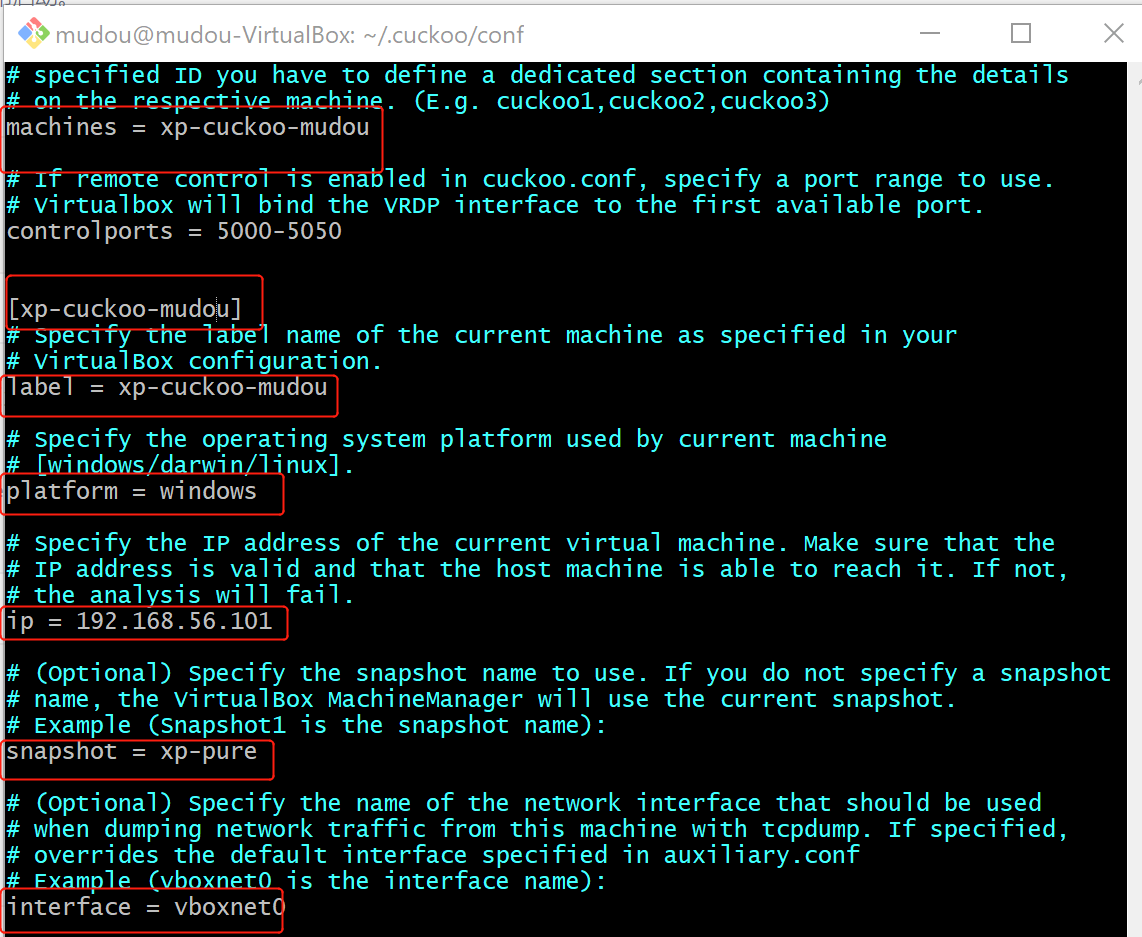 mudou@mudou-VirtualBox: ~/.cuckoo/conf
# specified ID you have to define a dedicated section containing the details
# on the respective machine. (E.g. cuckoo1,cuckoo2,cuckoo3)
machines = xp-cuckoo-mudou
# If remote control is enabled in cuckoo.conf, specify a port range to use.
# Virtualbox will bind the VRDP interface to the first available port.
controlports = 5000-5050
[xp-cuckoo-mudou]
# Specify the label name of the current machine as specified in your
# VirtualBox configuration.
label = xp-cuckoo-mudou
# Specify the operating system platform used by current machine
# [windows/darwin/linux].
platform = windows
# Specify the IP address of the current virtual machine. Make sure that the
# IP address is valid and that the host machine is able to reach it. If not,
# the analysis will fail.
ip = 192.168.56.101
# (Optional) Specify the snapshot name to use. If you do not specify a snapshot
# name, the VirtualBox MachineManager will use the current snapshot.
# Example (Snapshot1 is the snapshot name):
snapshot = xp-pure
# (Optional) Specify the name of the network interface that should be used
# when dumping network traffic from this machine with tcpdump. If specified,
# overrides the default interface specified in auxiliary.conf
# Example (vboxnet0 is the interface name):
interface = vboxnet0